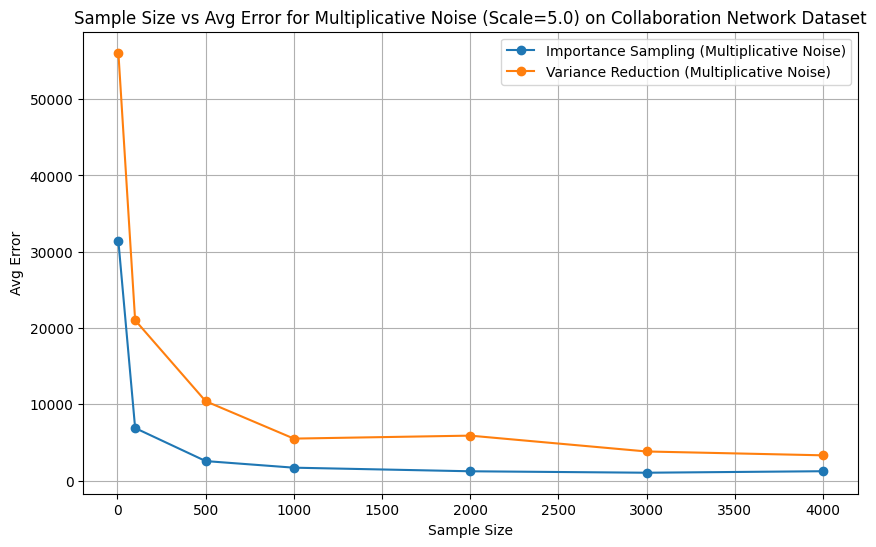 Sample Size vs Avg Error for Multiplicative Noise (Scale=5.0) on Collaboration Network Dataset
Importance Sampling (Multiplicative Noise)
Variance Reduction (Multiplicative Noise)
Avg Error
50000
40000
30000
20000
10000
0
0 500 1000 1500 2000 2500 3000 3500 4000
Sample Size